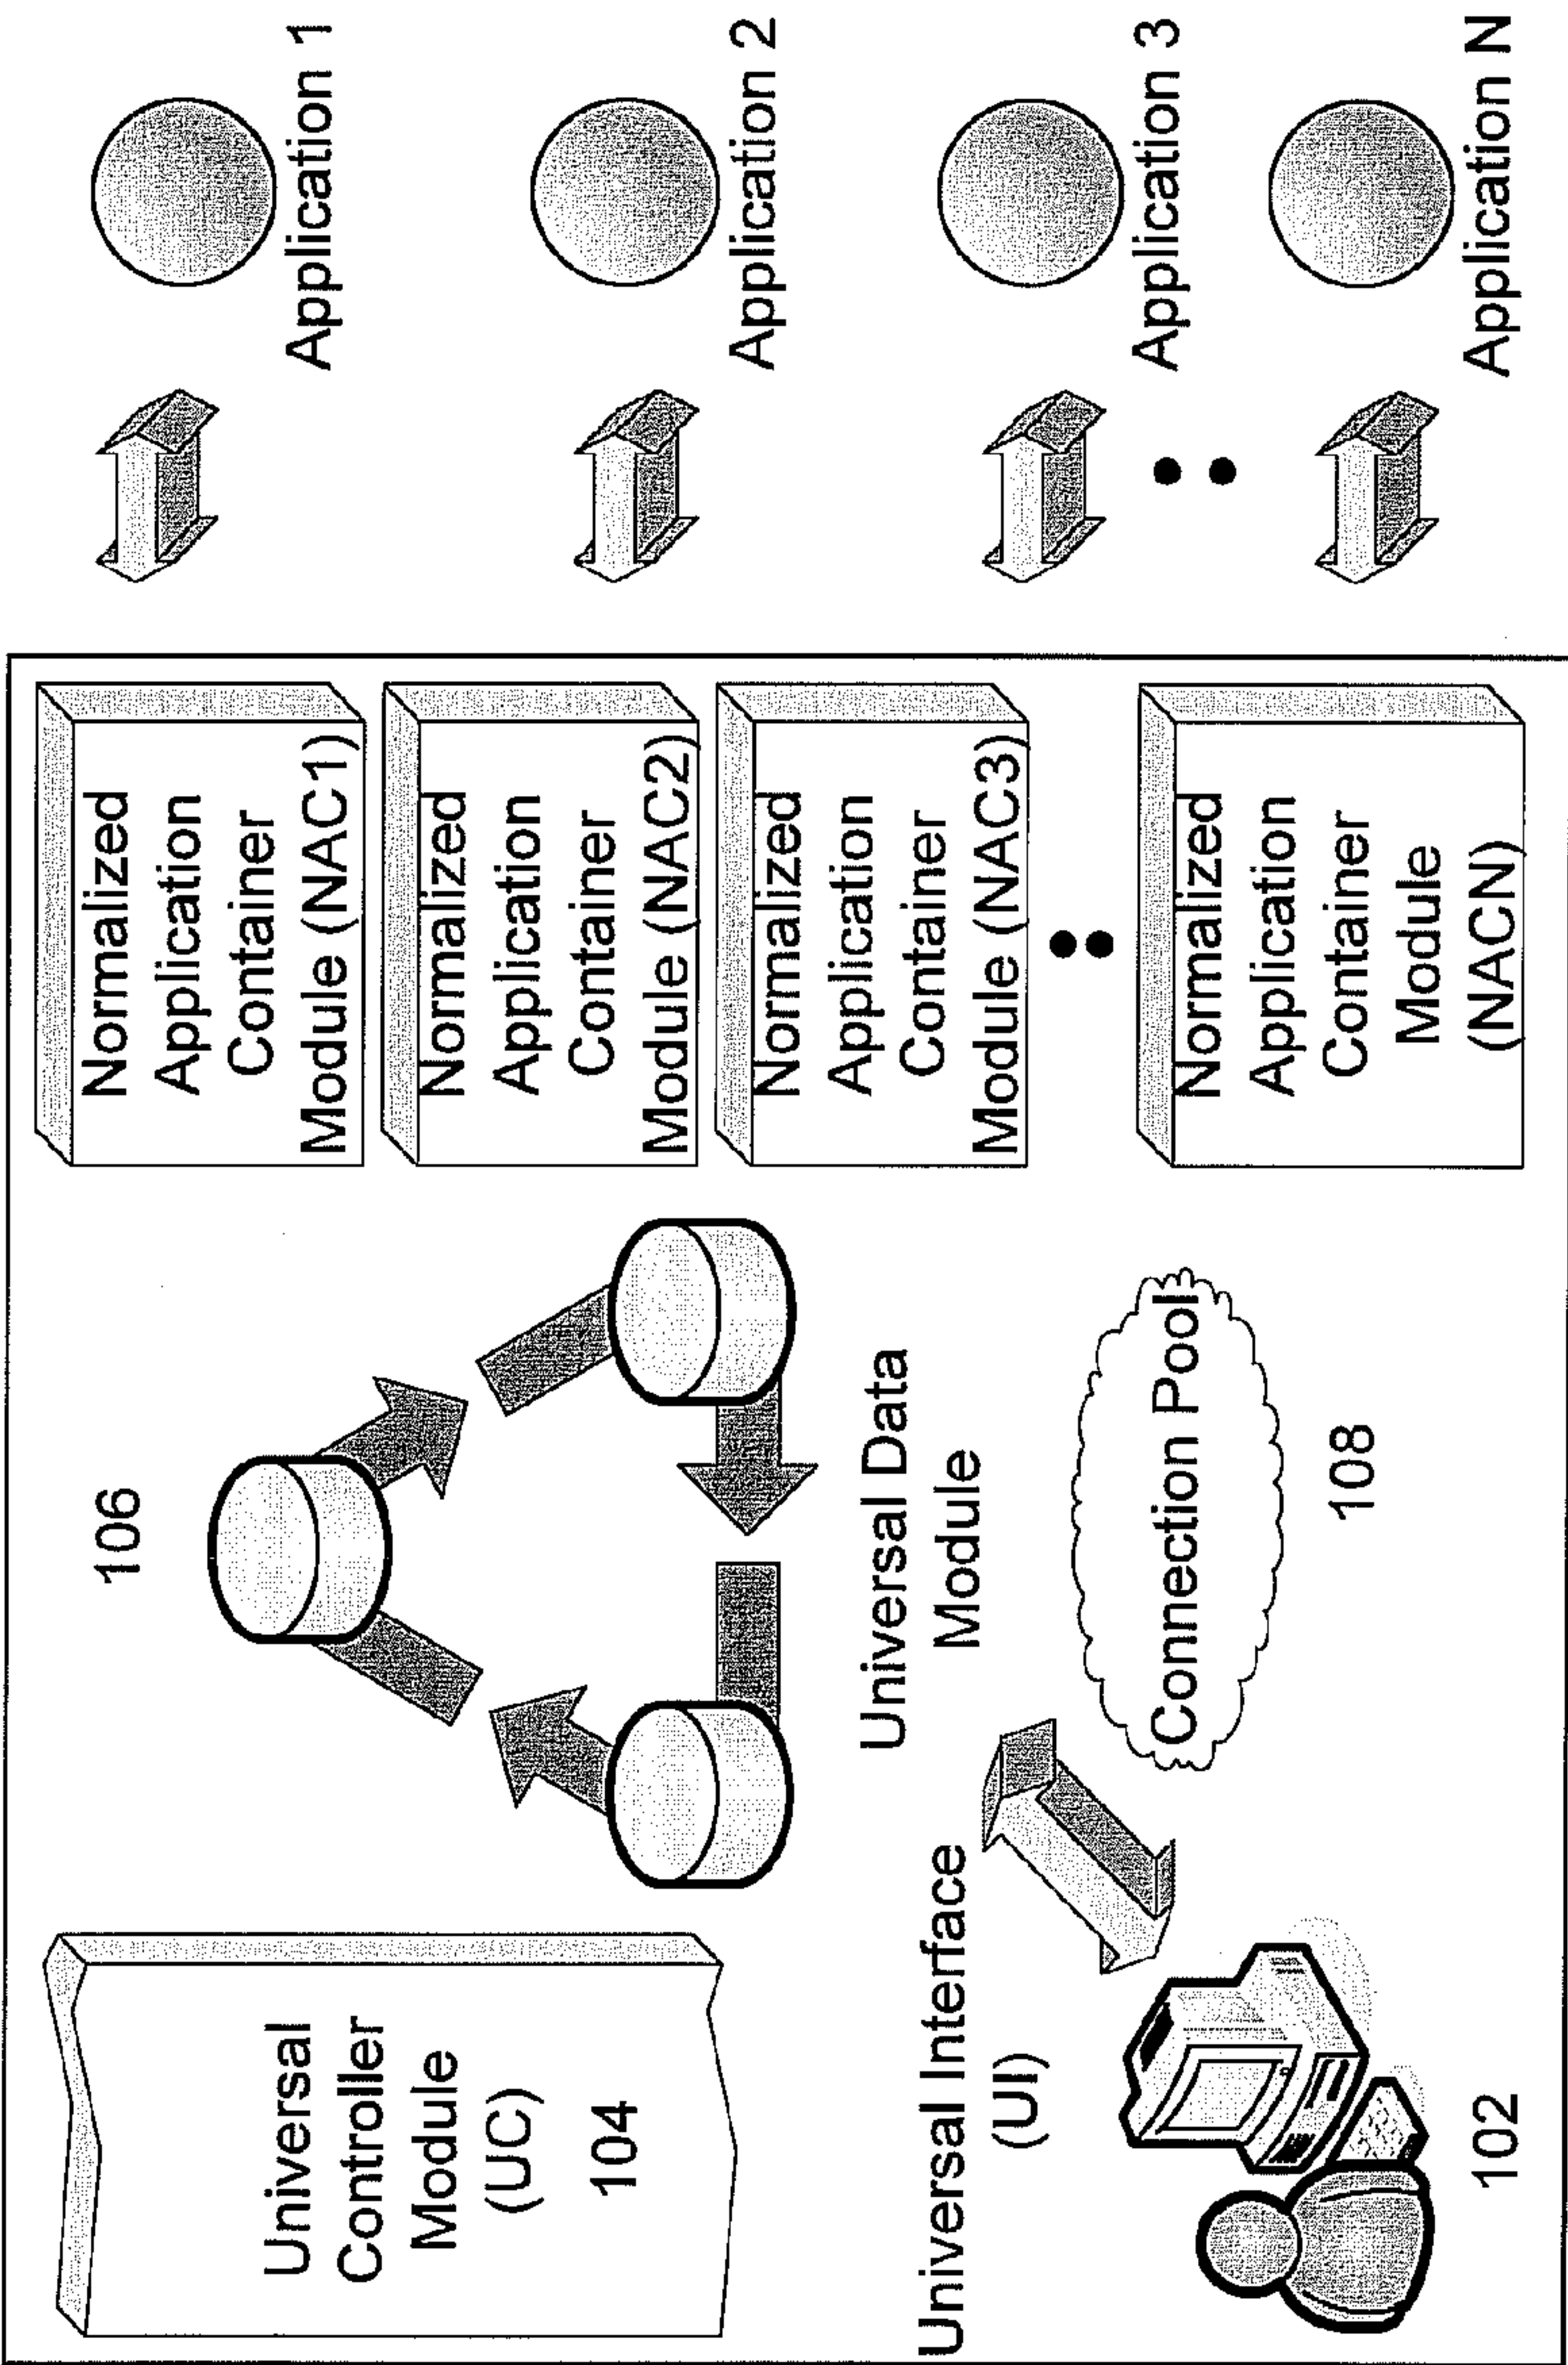 Universal
Controller
Module
(UC)
104
106
Universal Data
Module
Universal Interface
(UI)
102
Connection Pool
108
Normalized
Application
Container
Module (NAC1)
Normalized
Application
Container
Module (NAC2)
Normalized
Application
Container
Module (NAC3)
Normalized
Application
Container
Module
(NACN)
Application 1
Application 2
Application 3
Application N